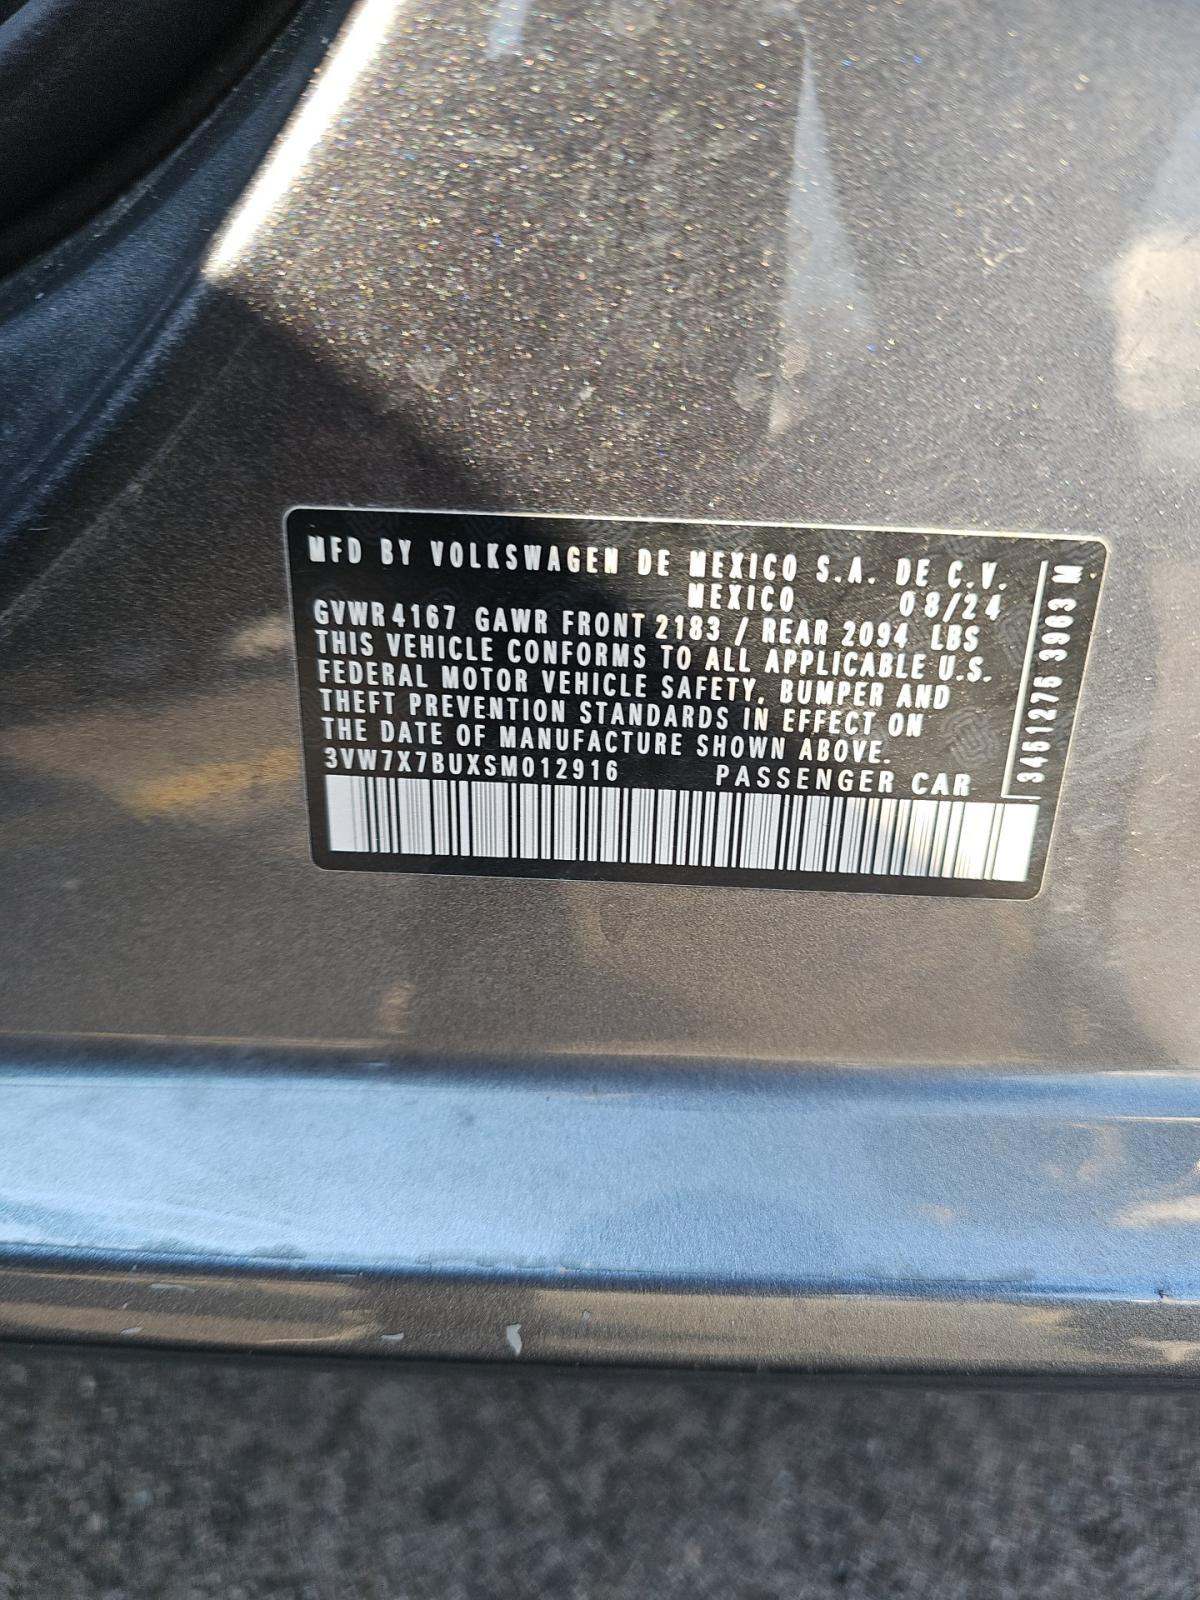 MFD BY VOLKSWAGEN DE MEXICO S.A. DE C.V.
MEXICO 08/24
GVWR 4167 GAWR FRONT 2183 / REAR 2094 LBS
THIS VEHICLE CONFORMS TO ALL APPLICABLE U.S.
FEDERAL MOTOR VEHICLE SAFETY, BUMPER AND
THEFT PREVENTION STANDARDS IN EFFECT ON
THE DATE OF MANUFACTURE SHOWN ABOVE.
3VW7X7BUXSM012916 PASSENGER CAR
3451275 3963 M